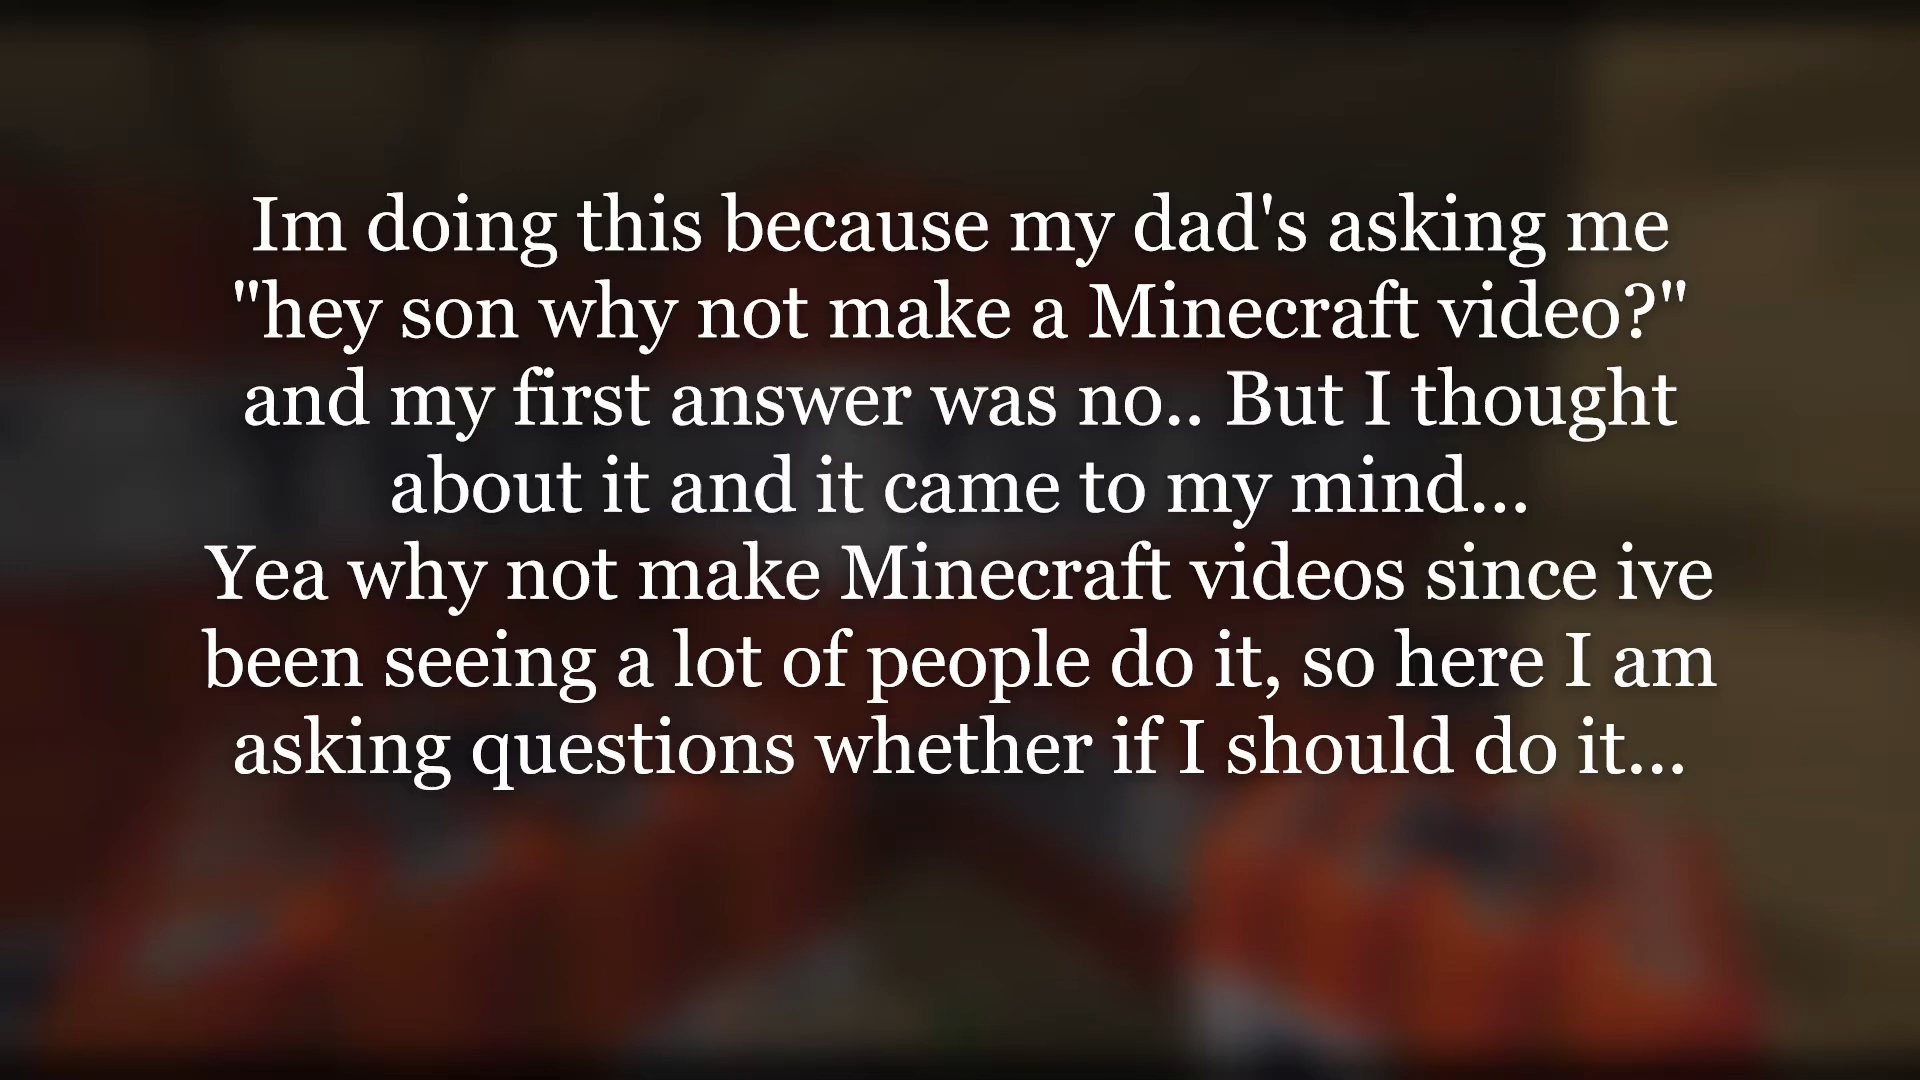 Im doing this because my dad's asking me
"hey son why not make a Minecraft video?"
and my first answer was no.. But I thought
about it and it came to my mind...
Yea why not make Minecraft videos since ive
been seeing a lot of people do it, so here I am
asking questions whether if I should do it...